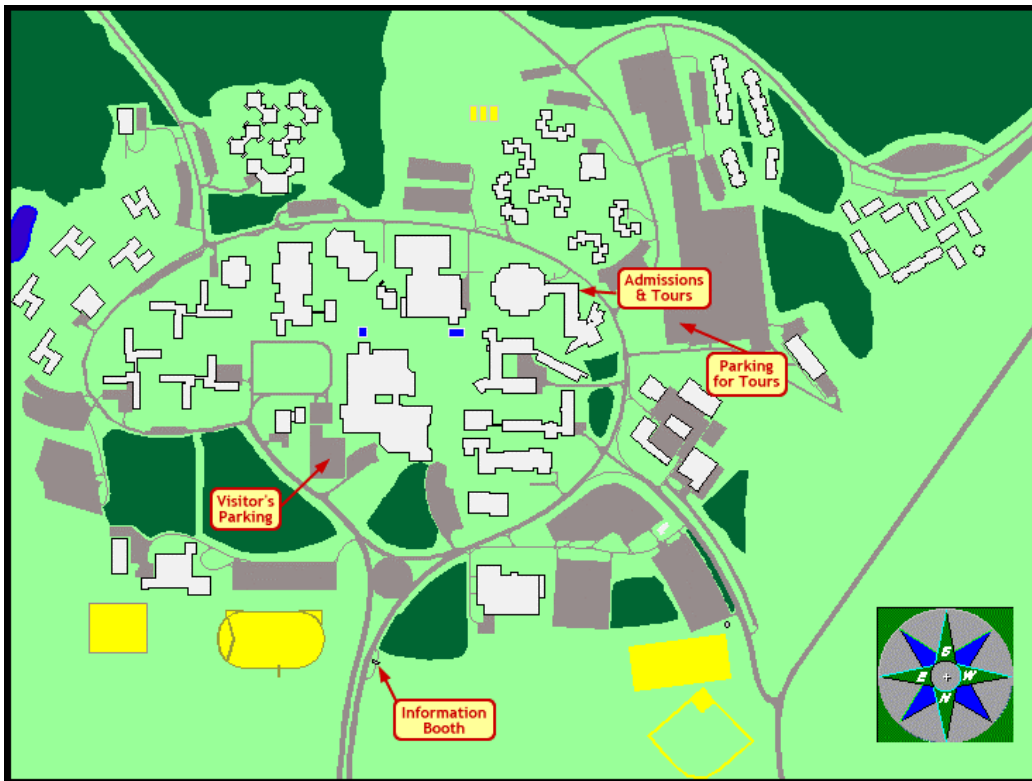 Admissions
& Tours
Parking
for Tours
Visitor's
Parking
Information
Booth
S
E
W
N